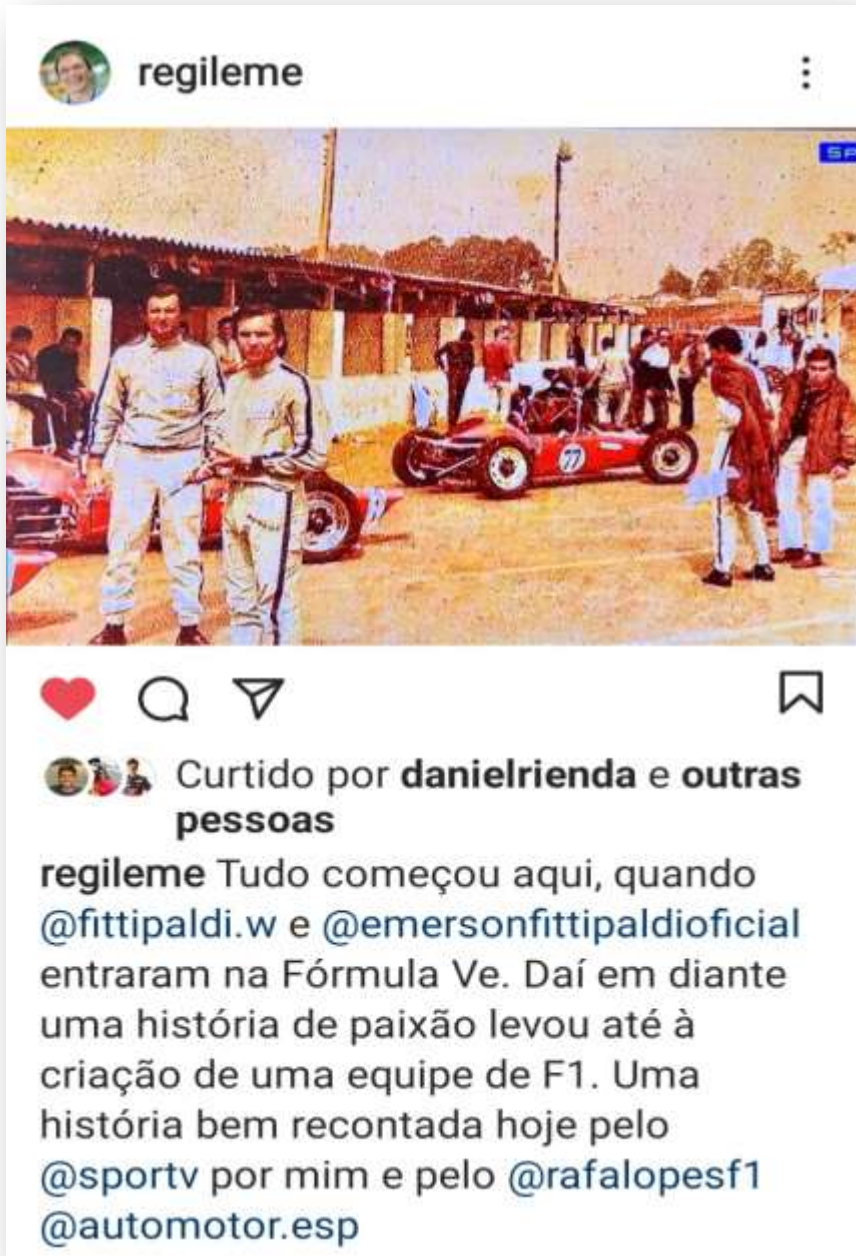 regileme
SP
77
Curtido por danielrienda e outras
pessoas
regileme Tudo começou aqui, quando
@fittipaldi.w e @emersonfittipaldioficial
entraram na Fórmula Ve. Daí em diante
uma história de paixão levou até à
criação de uma equipe de F1. Uma
história bem recontada hoje pelo
@sportv por mim e pelo @rafalopesf1
@automotor.esp